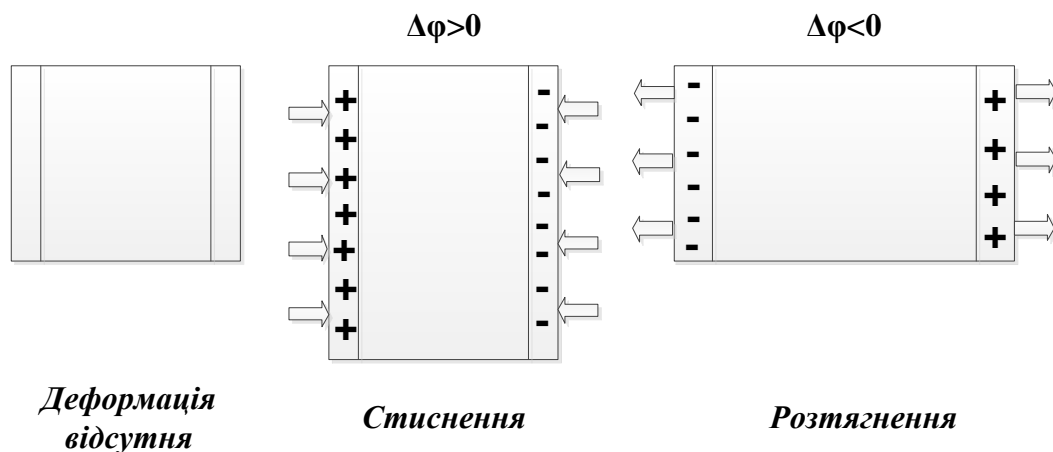 Δφ>0
Δφ<0
+ - - +
+ - - +
+ - - +
+ - - +
+ - - 
+ - -
+ -
-
Деформація
відсутня
Стиснення
Розтягнення